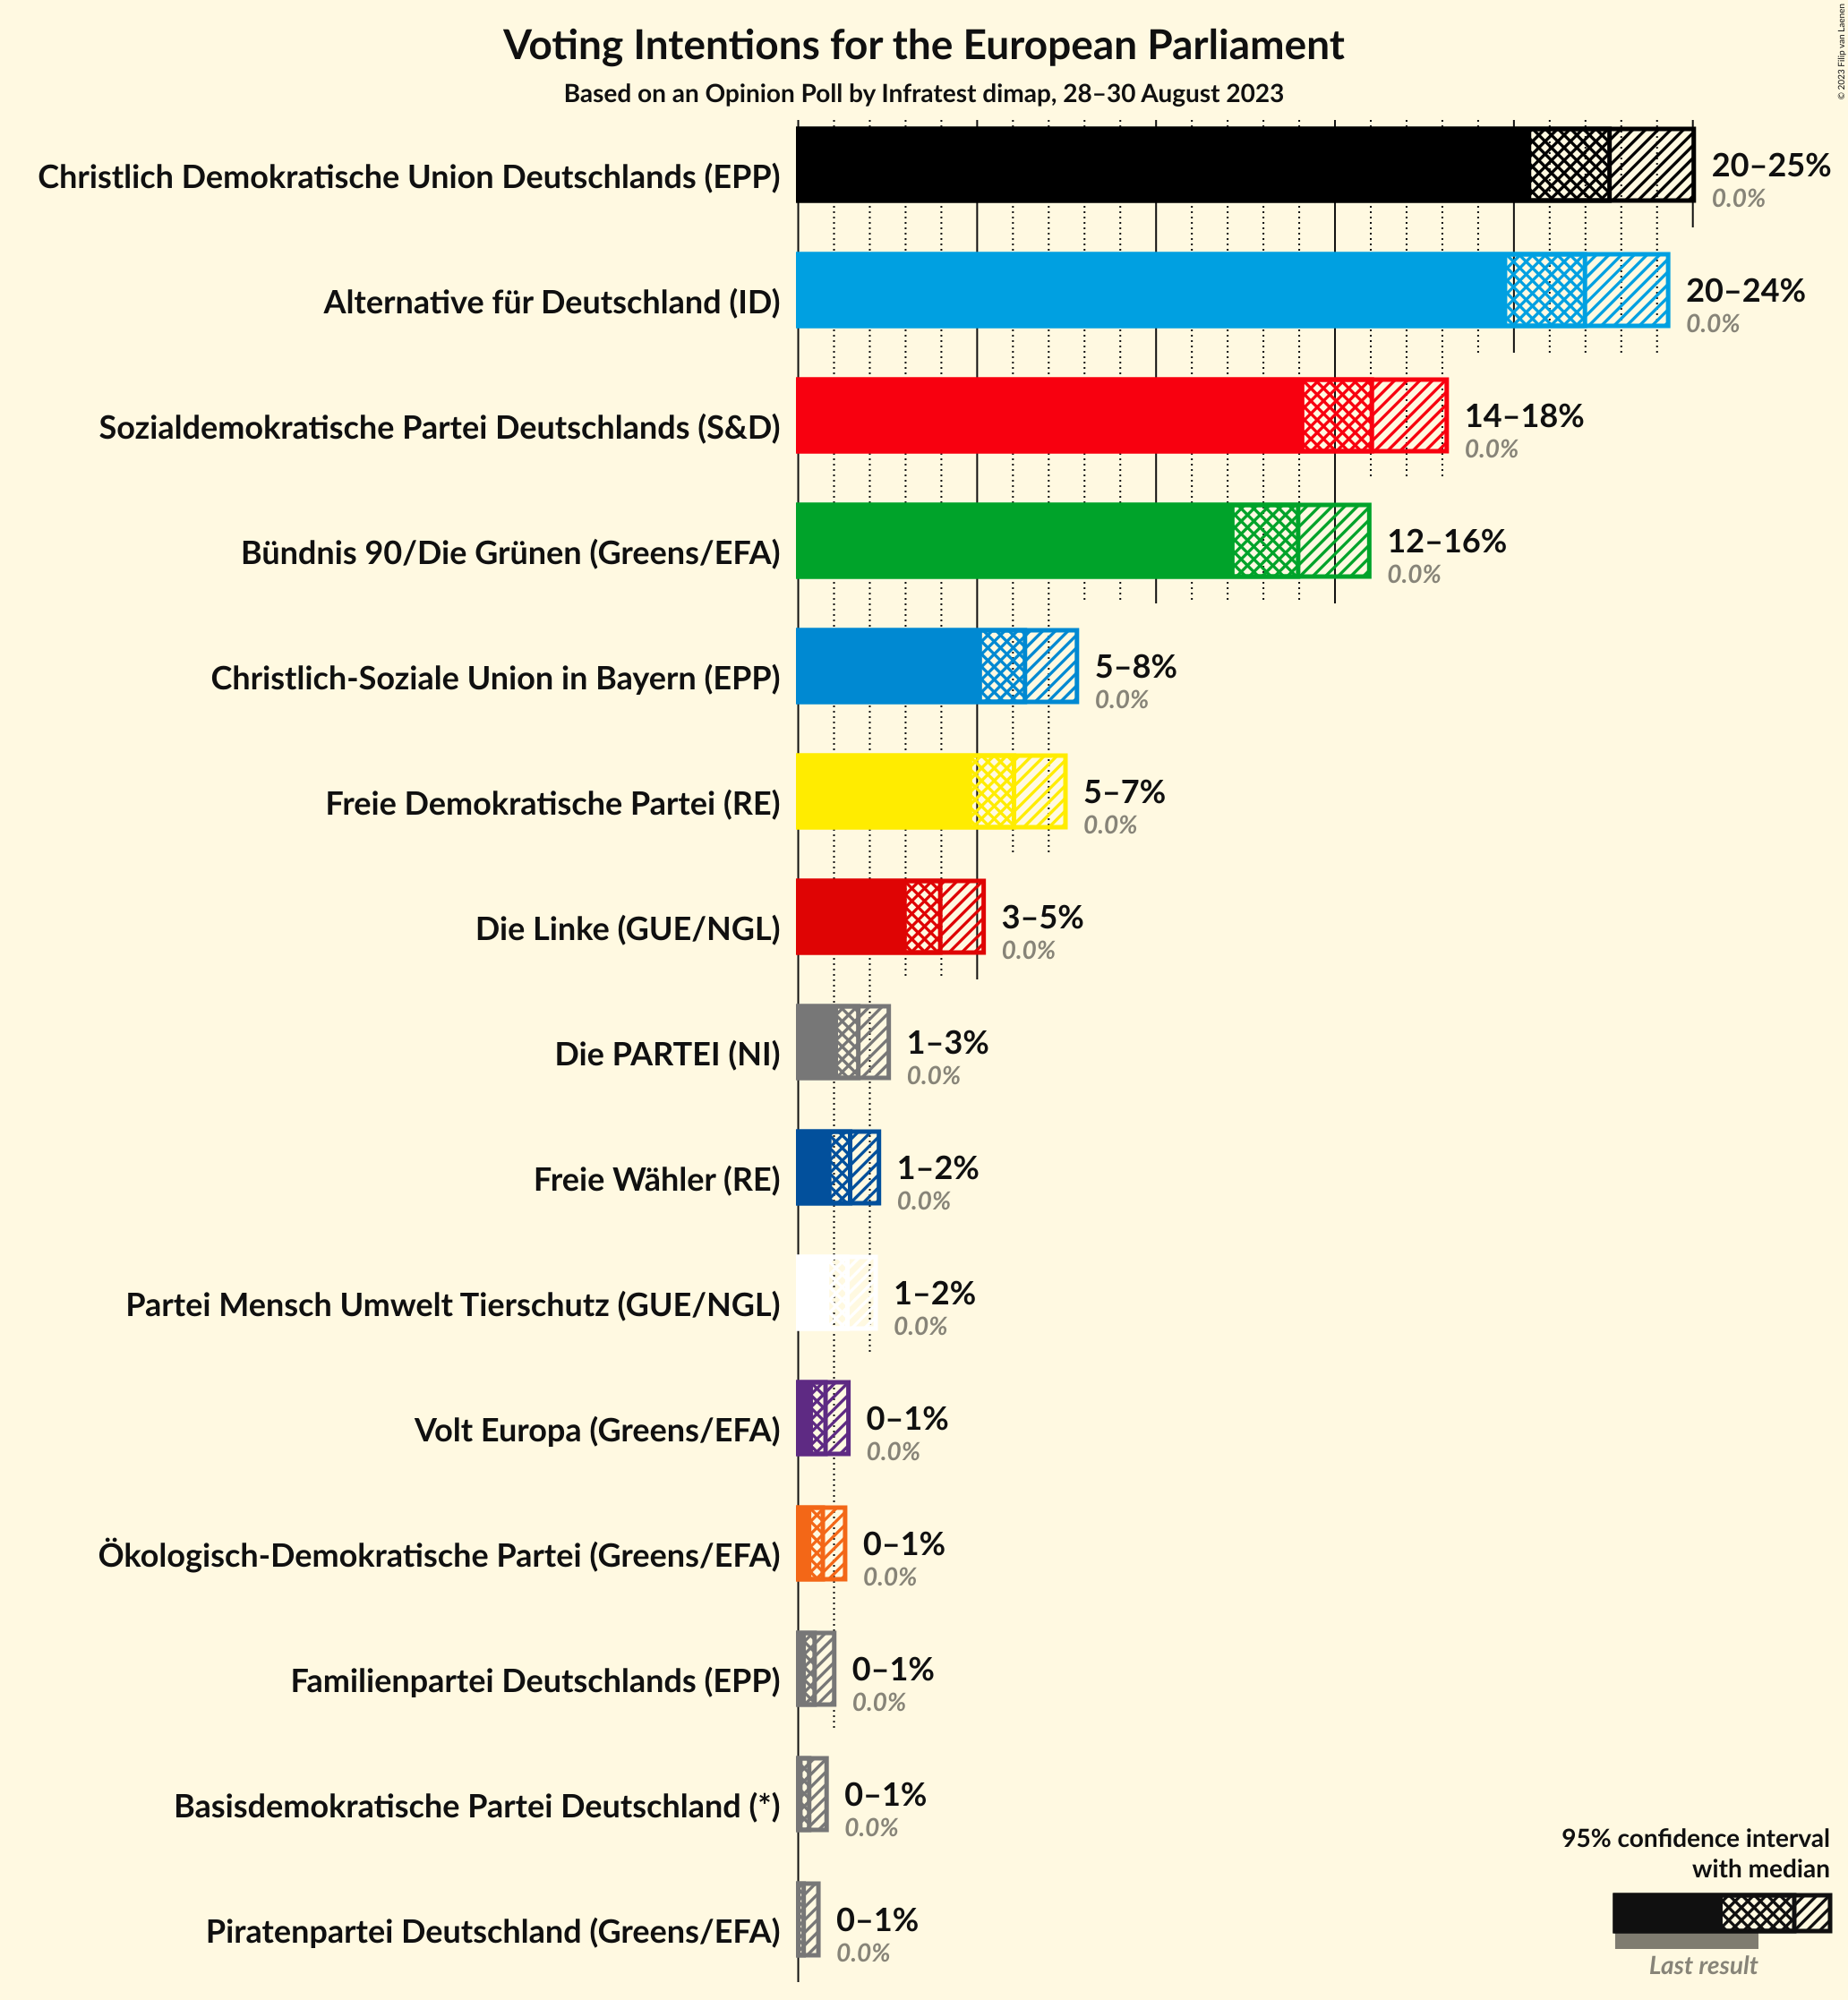 Voting Intentions for the European Parliament
Based on an Opinion Poll by Infratest dimap, 28–30 August 2023
© 2023 Filip van Laenen
Christlich Demokratische Union Deutschlands (EPP)
20–25%
0.0%
Alternative für Deutschland (ID)
20–24%
0.0%
Sozialdemokratische Partei Deutschlands (S&D)
14–18%
0.0%
Bündnis 90/Die Grünen (Greens/EFA)
12–16%
0.0%
Christlich-Soziale Union in Bayern (EPP)
5–8%
0.0%
Freie Demokratische Partei (RE)
5–7%
0.0%
Die Linke (GUE/NGL)
3–5%
0.0%
Die PARTEI (NI)
1–3%
0.0%
Freie Wähler (RE)
1–2%
0.0%
Partei Mensch Umwelt Tierschutz (GUE/NGL)
1–2%
0.0%
Volt Europa (Greens/EFA)
0–1%
0.0%
Ökologisch-Demokratische Partei (Greens/EFA)
0–1%
0.0%
Familienpartei Deutschlands (EPP)
0–1%
0.0%
Basisdemokratische Partei Deutschland (*)
0–1%
0.0%
Piratenpartei Deutschland (Greens/EFA)
0–1%
0.0%
95% confidence interval
with median
Last result